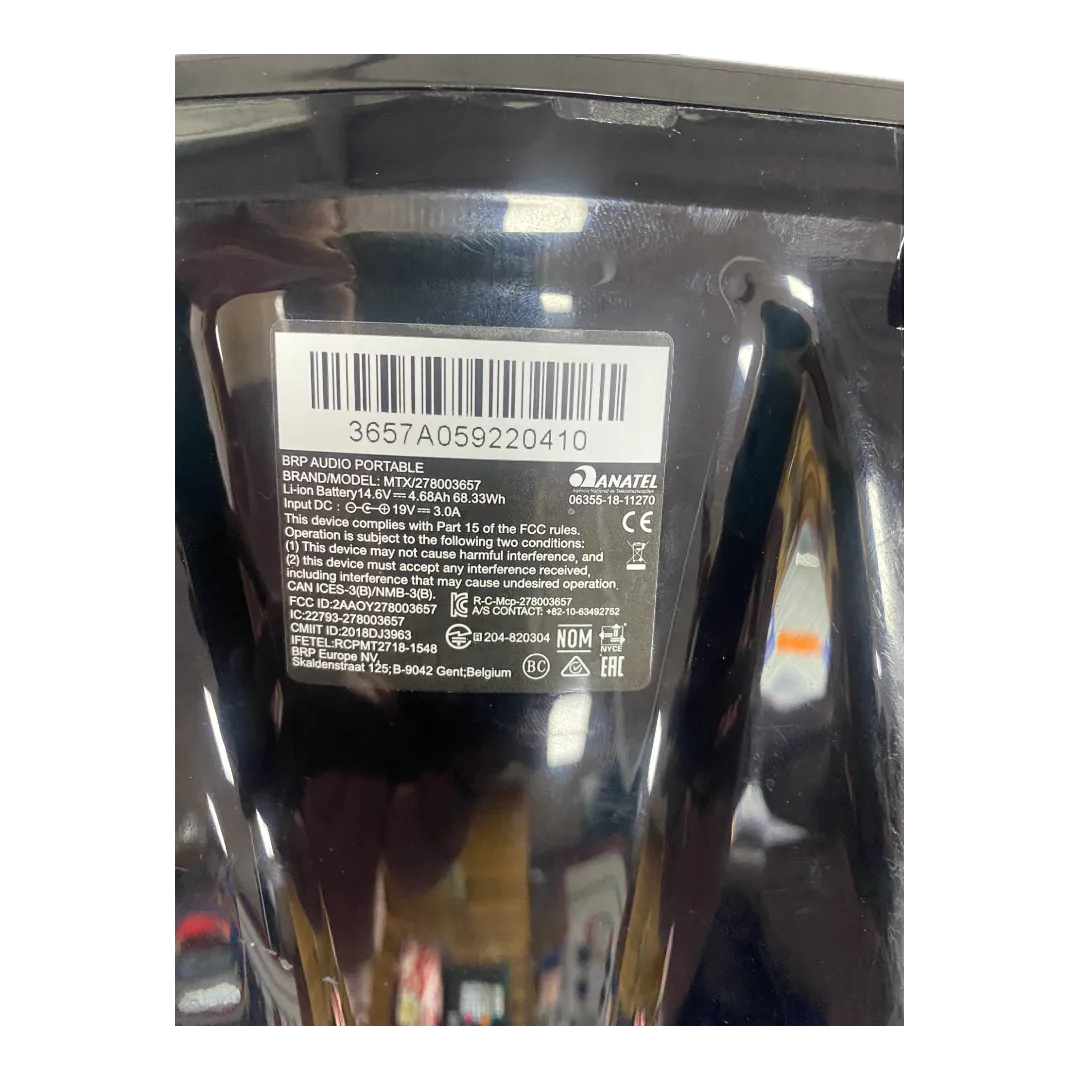 3657A059220410
BRP AUDIO PORTABLE
BRAND/MODEL: MTX/278003657
Li-ion Battery14.6V⎓4.68Ah 68.33Wh
Input DC : ⊖-C-⊕19V⎓3.0A
ANATEL
Agência Nacional de Telecomunicações
06355-18-11270
CE
This device complies with Part 15 of the FCC rules.
Operation is subject to the following two conditions:
(1) This device may not cause harmful interference, and
(2) this device must accept any interference received,
including interference that may cause undesired operation.
CAN ICES-3(B)/NMB-3(B).
FCC ID:2AAOY278003657
IC:22793-278003657
CMIIT ID:2018DJ3963
IFETEL:RCPMT2718-1548
BRP Europe NV,
Skaldenstraat 125;B-9042 Gent;Belgium
R-C-Mcp-278003657
A/S CONTACT: +82-10-63492752
R 204-820304
NOM
NYCE
BC
EAC